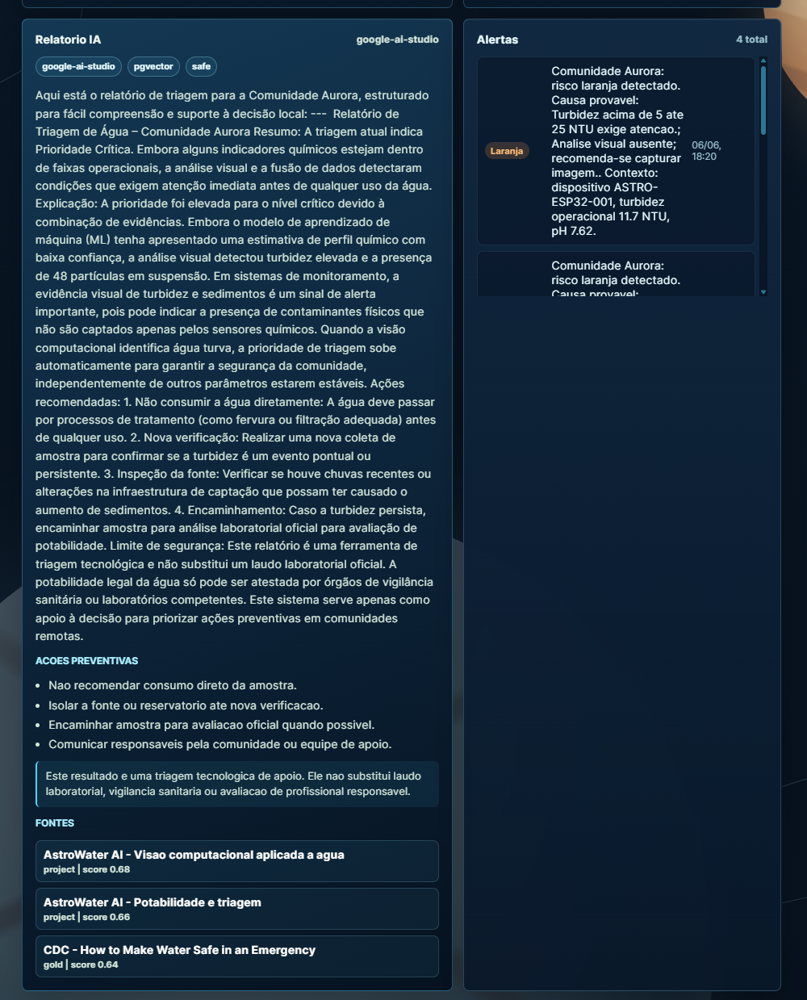 Relatorio IA
google-ai-studio
google-ai-studio
pgvector
safe
Aqui está o relatório de triagem para a Comunidade Aurora, estruturado
para fácil compreensão e suporte à decisão local: --- Relatório de
Triagem de Água – Comunidade Aurora Resumo: A triagem atual indica
Prioridade Crítica. Embora alguns indicadores químicos estejam dentro
de faixas operacionais, a análise visual e a fusão de dados detectaram
condições que exigem atenção imediata antes de qualquer uso da água.
Explicação: A prioridade foi elevada para o nível crítico devido à
combinação de evidências. Embora o modelo de aprendizado de
máquina (ML) tenha apresentado uma estimativa de perfil químico com
baixa confiança, a análise visual detectou turbidez elevada e a presença
de 48 partículas em suspensão. Em sistemas de monitoramento, a
evidência visual de turbidez e sedimentos é um sinal de alerta
importante, pois pode indicar a presença de contaminantes físicos que
não são captados apenas pelos sensores químicos. Quando a visão
computacional identifica água turva, a prioridade de triagem sobe
automaticamente para garantir a segurança da comunidade,
independentemente de outros parâmetros estarem estáveis. Ações
recomendadas: 1. Não consumir a água diretamente: A água deve passar
por processos de tratamento (como fervura ou filtração adequada) antes
de qualquer uso. 2. Nova verificação: Realizar uma nova coleta de
amostra para confirmar se a turbidez é um evento pontual ou
persistente. 3. Inspeção da fonte: Verificar se houve chuvas recentes ou
alterações na infraestrutura de captação que possam ter causado o
aumento de sedimentos. 4. Encaminhamento: Caso a turbidez persista,
encaminhar amostra para análise laboratorial oficial para avaliação de
potabilidade. Limite de segurança: Este relatório é uma ferramenta de
triagem tecnológica e não substitui um laudo laboratorial oficial. A
potabilidade legal da água só pode ser atestada por órgãos de vigilância
sanitária ou laboratórios competentes. Este sistema serve apenas como
apoio à decisão para priorizar ações preventivas em comunidades
remotas.
ACOES PREVENTIVAS
• Nao recomendar consumo direto da amostra.
• Isolar a fonte ou reservatorio ate nova verificacao.
• Encaminhar amostra para avaliacao oficial quando possivel.
• Comunicar responsaveis pela comunidade ou equipe de apoio.
Este resultado e uma triagem tecnologica de apoio. Ele nao substitui laudo
laboratorial, vigilancia sanitaria ou avaliacao de profissional responsavel.
FONTES
AstroWater AI - Visao computacional aplicada a agua
project | score 0.68
AstroWater AI - Potabilidade e triagem
project | score 0.66
CDC - How to Make Water Safe in an Emergency
gold | score 0.64
Alertas
4 total
Laranja
Comunidade Aurora:
risco laranja detectado.
Causa provavel:
Turbidez acima de 5 ate
25 NTU exige atencao.;
Analise visual ausente;
recomenda-se capturar
imagem.. Contexto:
dispositivo ASTRO-
ESP32-001, turbidez
operacional 11.7 NTU,
pH 7.62.
06/06,
18:20
Comunidade Aurora:
risco laranja detectado.
Causa provavel: